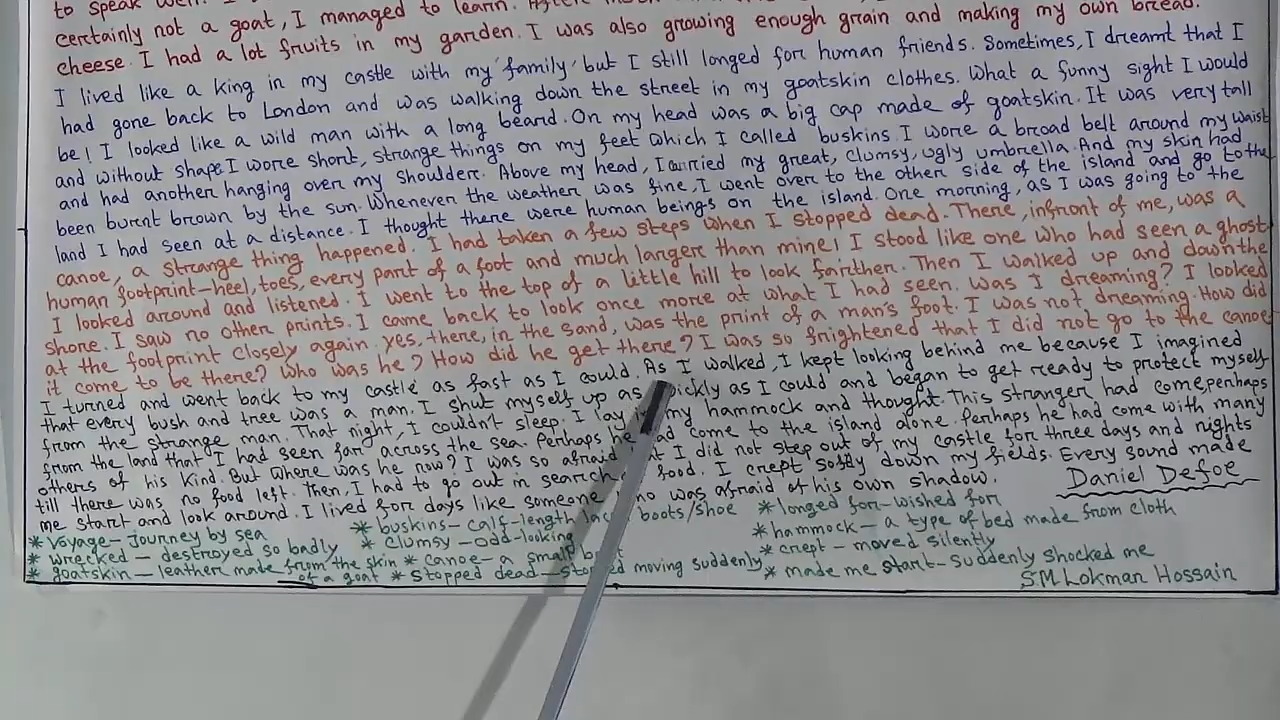 to speak well.
certainly not a goat, I managed to learn.
cheese. I had a lot fruits in my garden. I was also growing enough grain and making my own bread.
I lived like a king in my castle with my 'family' but I still longed for human friends. Sometimes, I dreamt that I
had gone back to London and was walking down the street in my goatskin clothes. What a funny sight I would
be! I looked like a wild man with a long beard. On my head was a big cap made of goatskin. It was very tall
and without shape. I wore short, strange things on my feet which I called buskins. I wore a broad belt around my waist
and had another hanging over my shoulder. Above my head, I carried my great, clumsy, ugly umbrella. And my skin had
been burnt brown by the sun. Whenever the weather was fine, I went over to the other side of the island and go to the
land I had seen at a distance. I thought there were human beings on the island. One morning, as I was going to the
canoe, a strange thing happened. I had taken a few steps when I stopped dead. There, infront of me, was a
human footprint-heel, toes, every part of a foot and much larger than mine! I stood like one who had seen a ghost
I looked around and listened. I went to the top of a little hill to look farther. Then I walked up and down the
shore. I saw no other prints. I came back to look once more at what I had seen. Was I dreaming? I looked
at the footprint closely again. yes, there, in the sand, was the print of a man's foot. I was not dreaming. How did
it come to be there? Who was he? How did he get there? I was so frightened that I did not go to the canoe
I turned and went back to my castle as fast as I could. As I walked, I kept looking behind me because I imagined
that every bush and tree was a man. I shut myself up as quickly as I could and began to get ready to protect myself
from the strange man. That night, I couldn't sleep. I lay my hammock and thought. This stranger had come, perhaps
from the land that I had seen far across the sea. Perhaps he had come to the island alone. perhaps he had come with many
others of his kind. But where was he now? I was so afraid I did not step out of my castle for three days and nights
till there was no food left. Then, I had to go out in search food. I crept softly down my fields. Every sound made
me start and look around. I lived for days like someone who was afraid of his own shadow.
Daniel Defoe
* Voyage- Journey by sea * buskins- calf-length boots/shoe * longed for-wished for
* wrecked - destroyed so badly * clumsy -odd-looking * hammock - a type of bed made from cloth
* goatskin - leather made from the skin of a goat * canoe - a small boat * crept - moved silently
* stopped dead- stopped moving suddenly * made me start-suddenly shocked me
SM Lokman Hossain